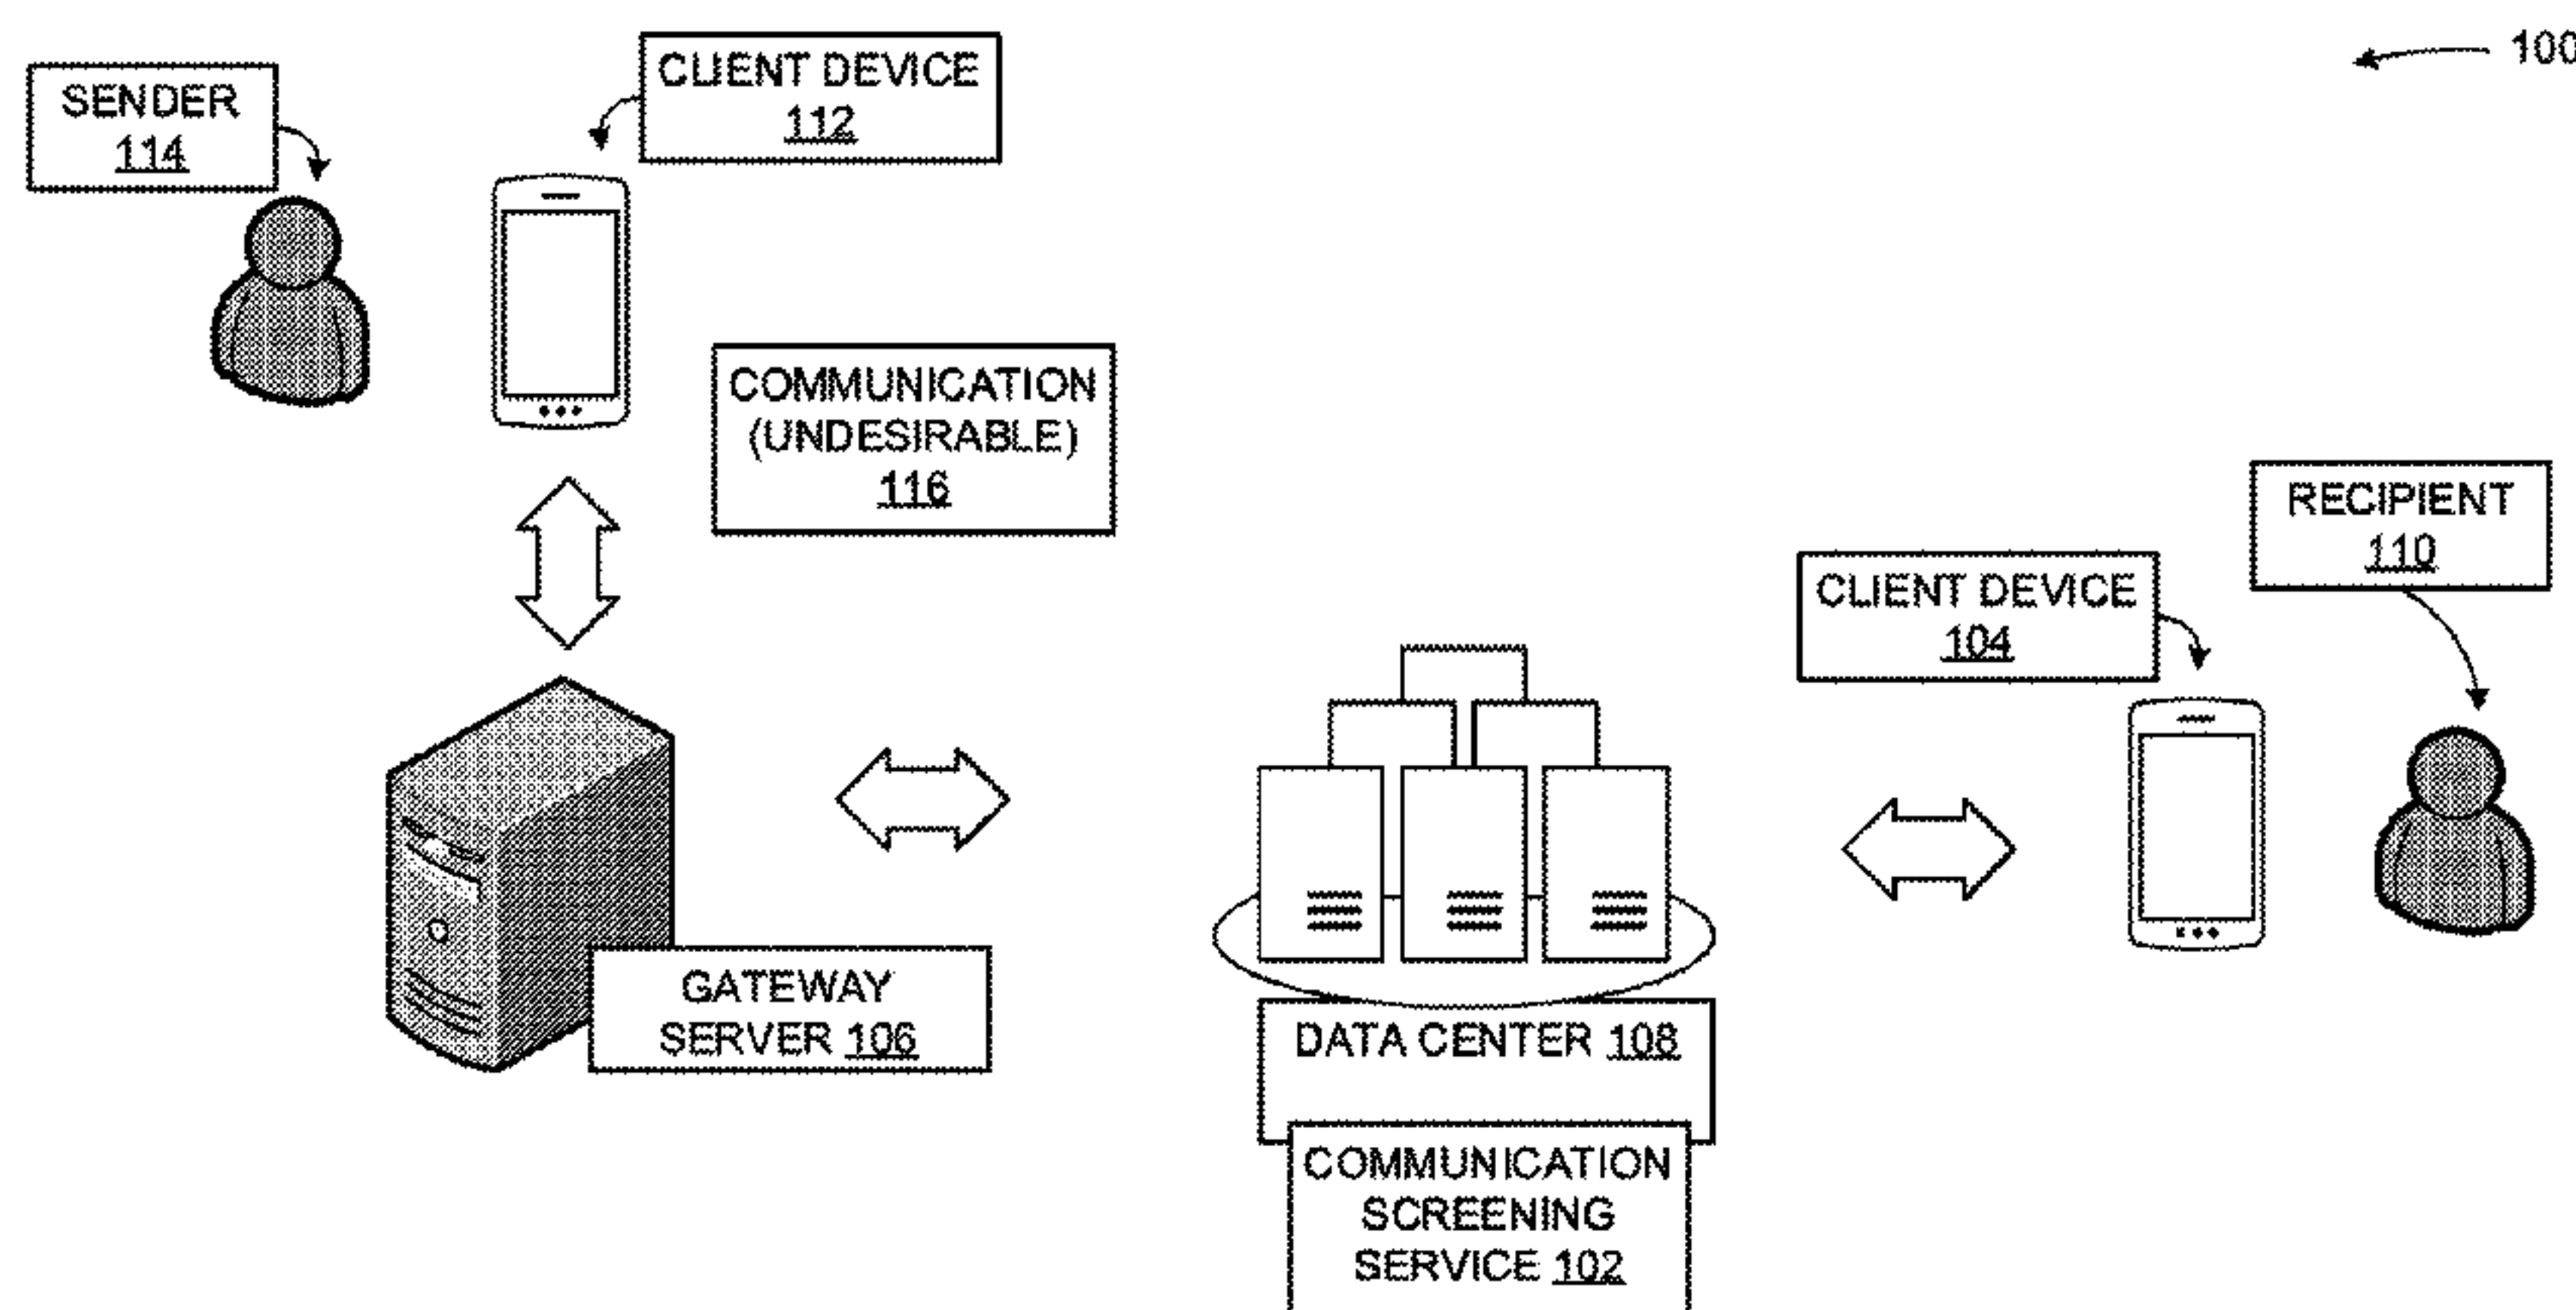 100
SENDER
114
CLIENT DEVICE
112
COMMUNICATION
(UNDESIRABLE)
116
RECIPIENT
110
CLIENT DEVICE
104
GATEWAY
SERVER 106
DATA CENTER 108
COMMUNICATION
SCREENING
SERVICE 102